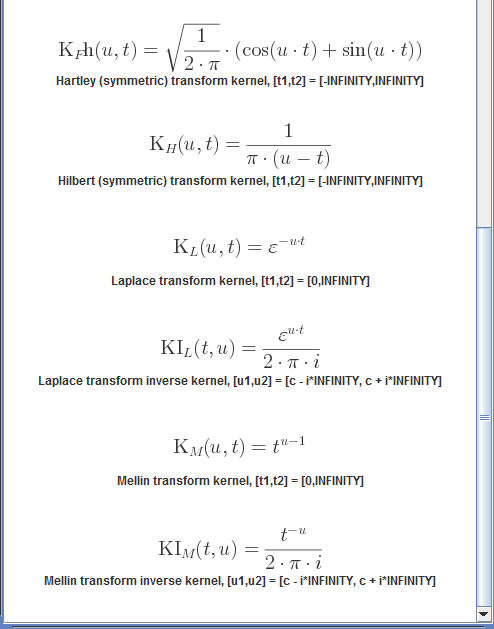 K_Fh(u, t) = √(1/(2 · π)) · (cos(u · t) + sin(u · t))
Hartley (symmetric) transform kernel, [t1,t2] = [-INFINITY,INFINITY]
K_H(u, t) = 1/(π · (u − t))
Hilbert (symmetric) transform kernel, [t1,t2] = [-INFINITY,INFINITY]
K_L(u, t) = ε^(−u·t)
Laplace transform kernel, [t1,t2] = [0,INFINITY]
KI_L(t, u) = ε^(u·t)/(2 · π · i)
Laplace transform inverse kernel, [u1,u2] = [c - i*INFINITY, c + i*INFINITY]
K_M(u, t) = t^(u−1)
Mellin transform kernel, [t1,t2] = [0,INFINITY]
KI_M(t, u) = t^(−u)/(2 · π · i)
Mellin transform inverse kernel, [u1,u2] = [c - i*INFINITY, c + i*INFINITY]